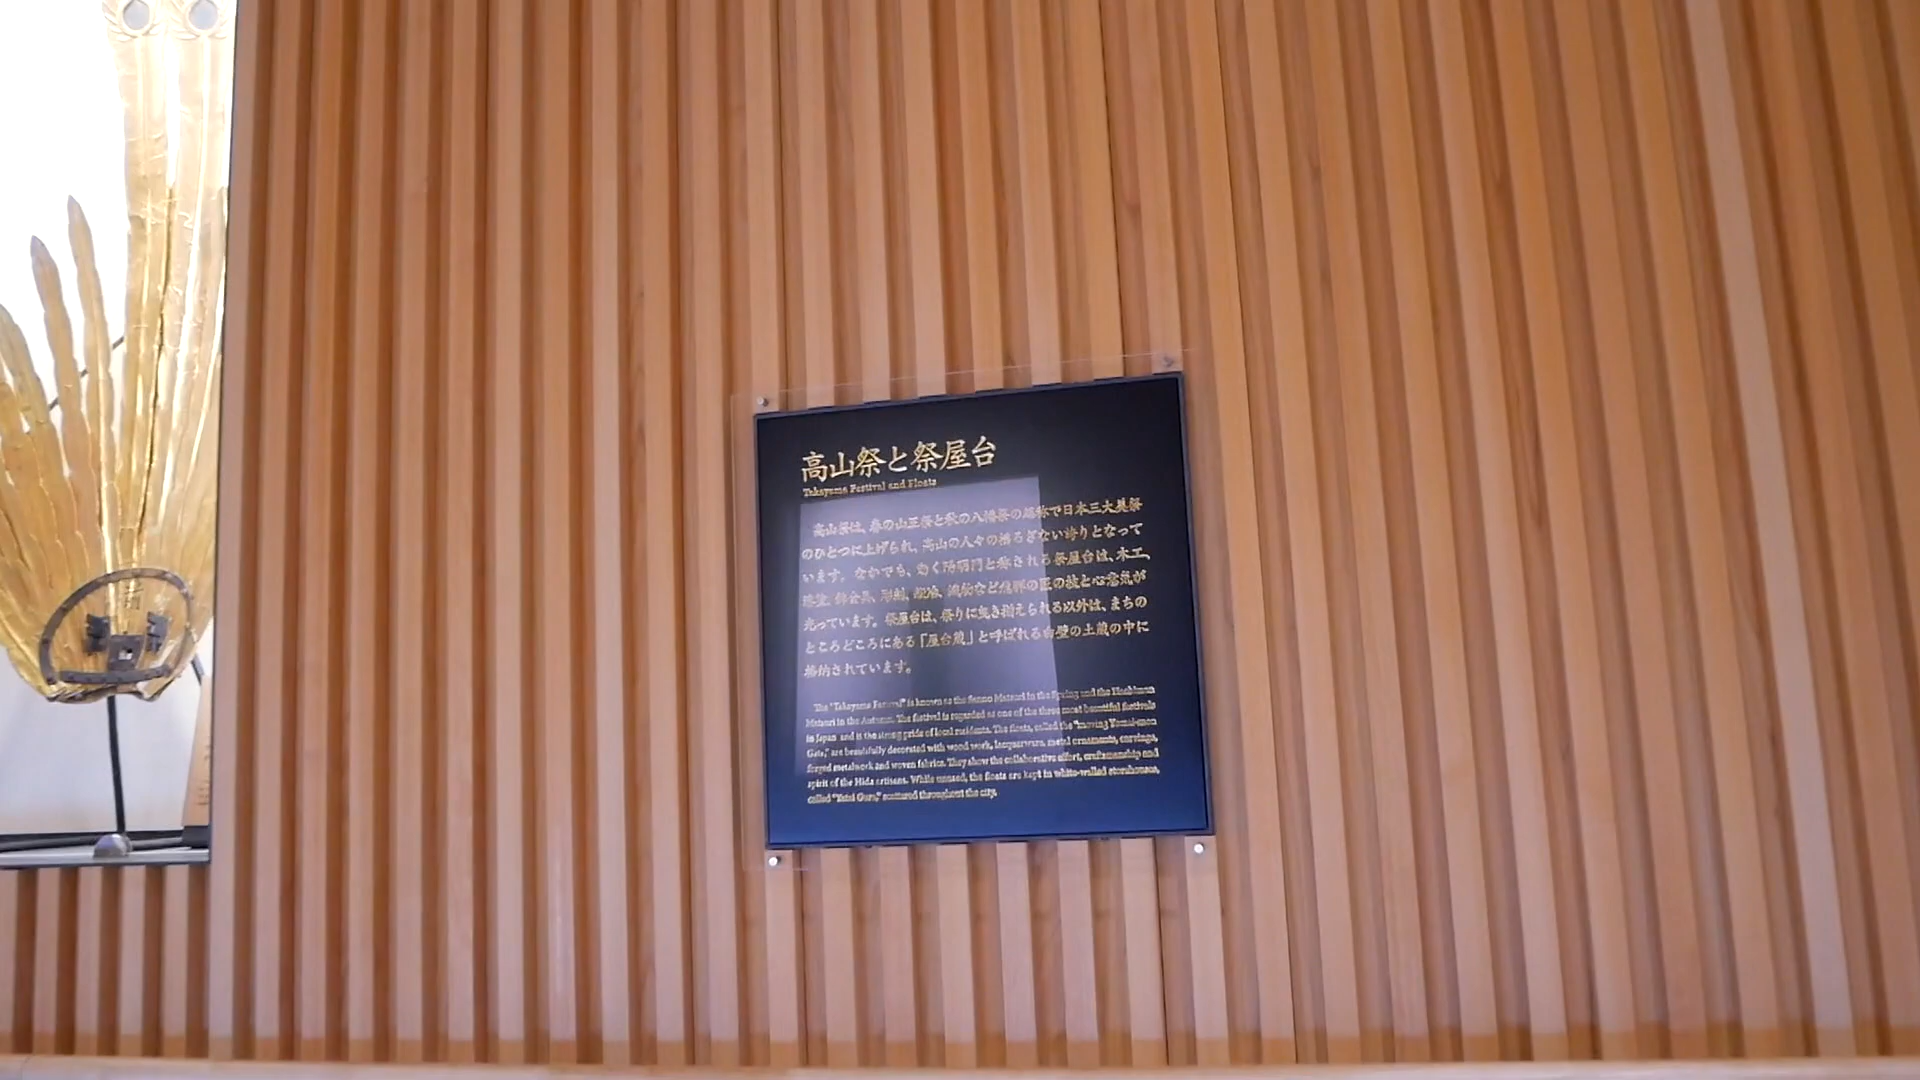 高山祭と祭屋台
Takayama Festival and Floats
高山祭は、春の山王祭と秋の八幡祭の総称で日本三大美祭
のひとつに上げられ、高山の人々の揺るぎない誇りとなって
います。なかでも、動く陽明門と称される祭屋台は、木工、
漆塗、錺金具、彫刻、鍛冶、織物など飛騨の匠の技と心意気が
光っています。祭屋台は、祭りに曳き揃えられる以外は、まちの
ところどころにある「屋台蔵」と呼ばれる白壁の土蔵の中に
格納されています。
The "Takayama Festival" is known as the Sanno Matsuri in the Spring and the Hachiman
Matsuri in the Autumn. The festival is regarded as one of the three most beautiful festivals
in Japan and is the strong pride of local residents. The floats, called the "moving Yomei-mon
Gate," are beautifully decorated with wood work, lacquerware, metal ornaments, carvings,
forged metalwork and woven fabrics. They show the collaborative effort, craftsmanship and
spirit of the Hida artisans. While unused, the floats are kept in white-walled storehouses,
called "Yatai Gura," scattered throughout the city.